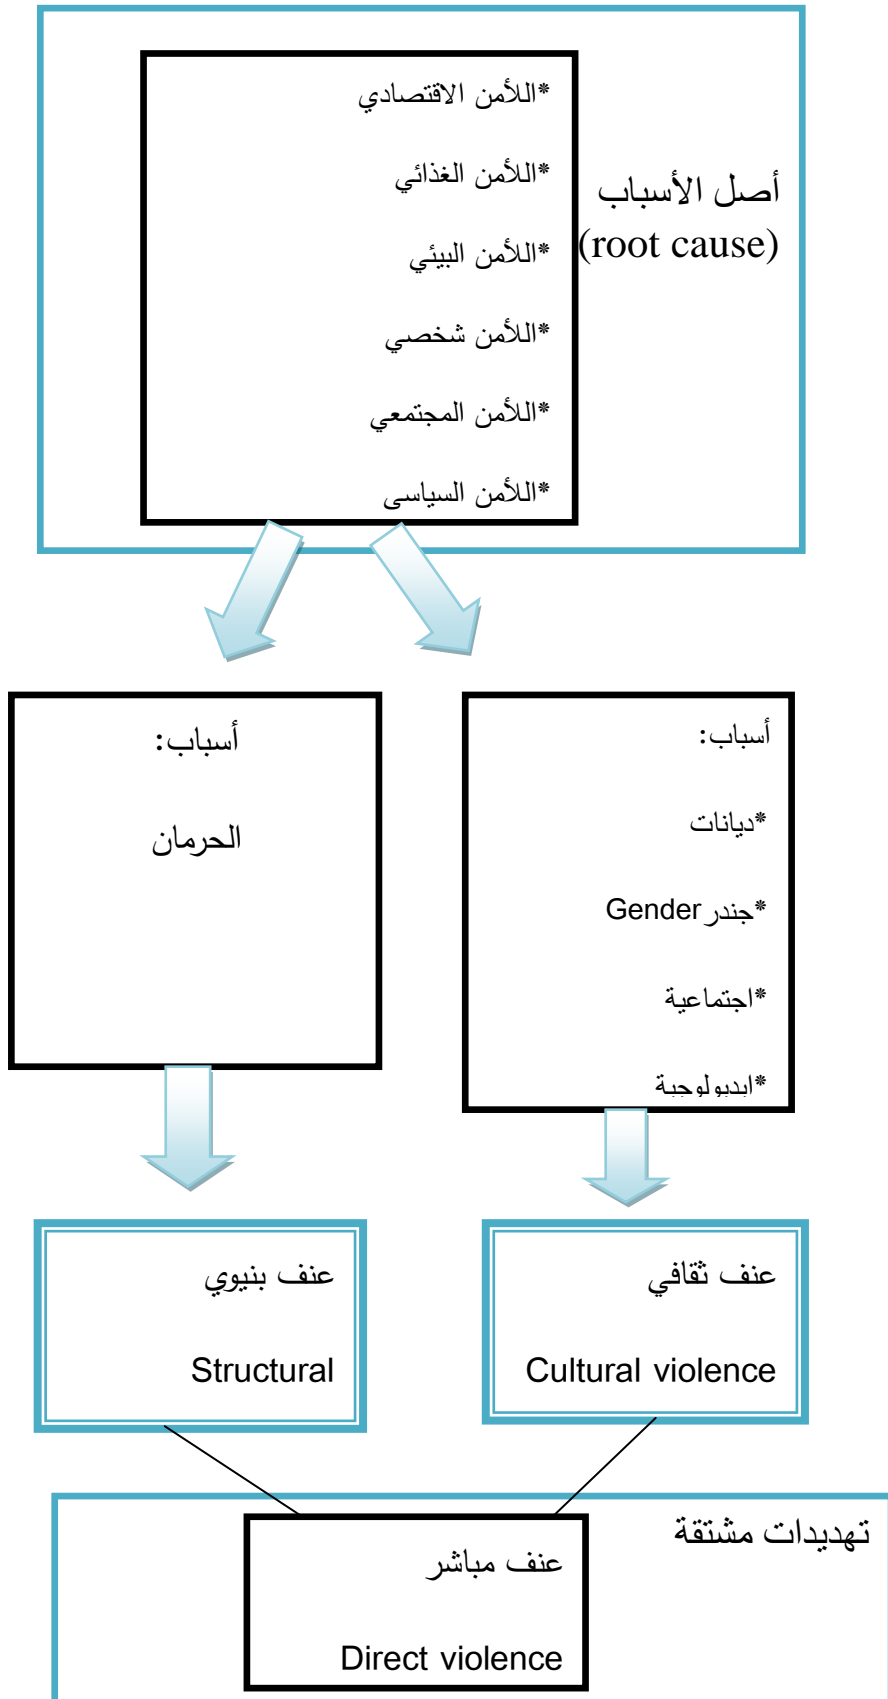 *اللأمن الاقتصادي
*اللأمن الغذائي
أصل الأسباب
(root cause)
*اللأمن البيئي
*اللأمن شخصي
*اللأمن المجتمعي
*اللأمن السياسى
أسباب:
*ديانات
*جندر Gender
*اجتماعية
*ايديولوجية
أسباب:
الحرمان
عنف ثقافي
Cultural violence
عنف بنيوي
Structural
تهديدات مشتقة
عنف مباشر
Direct violence